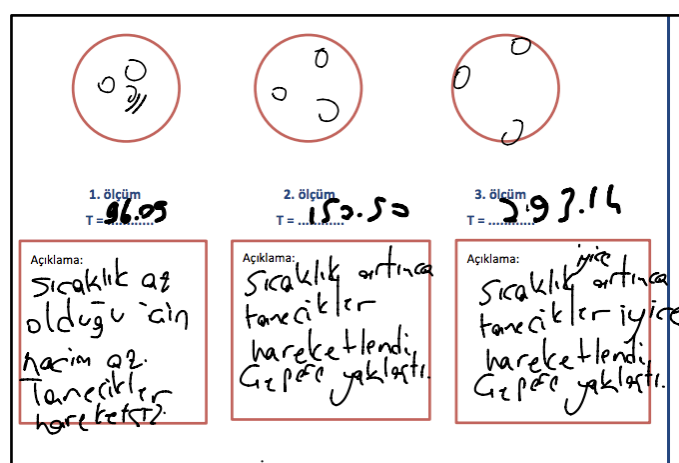 1. ölçüm
T = 96.09
Açıklama:
Sıcaklık az
olduğu için
hacim az.
Tanecikler
hareketsiz.
2. ölçüm
T = 150.50
Açıklama:
Sıcaklık artınca
tanecikler
hareketlendi
Çepere yaklaştı.
3. ölçüm
T = 293.14
Açıklama:
Sıcaklık iyice artınca
tanecikler iyice
hareketlendi
Çepere yaklaştı.